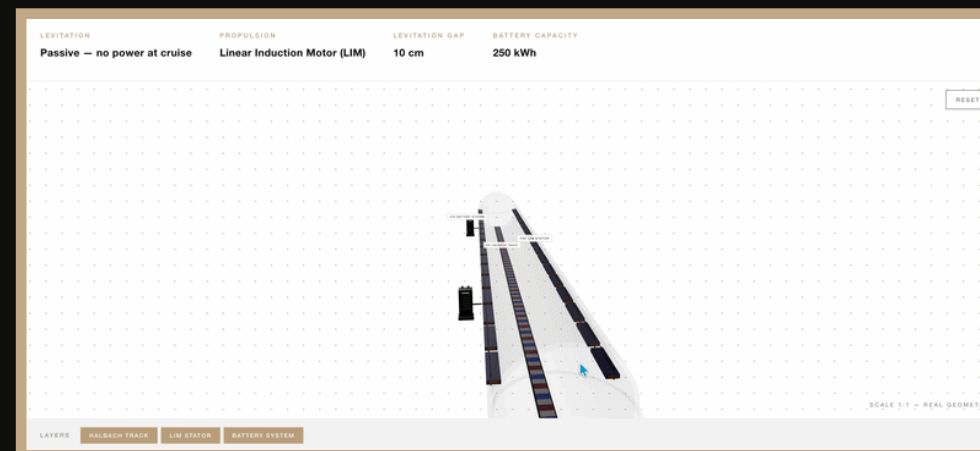 LEVITATION PROPULSION LEVITATION GAP BATTERY CAPACITY
Passive — no power at cruise Linear Induction Motor (LIM) 10 cm 250 kWh
RESET
SCALE 1:1 — REAL GEOMET
LAYERS HALBACH TRACK LIM STATOR BATTERY SYSTEM